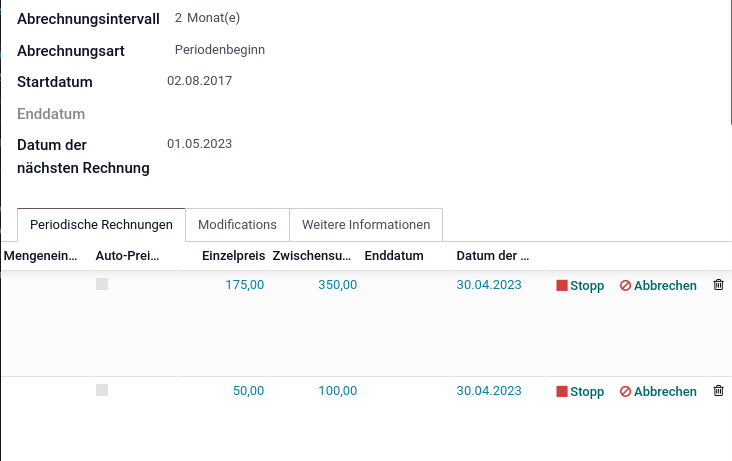 Abrechnungsintervall 2 Monat(e)
Abrechnungsart Periodenbeginn
Startdatum 02.08.2017
Enddatum
Datum der
nächsten Rechnung 01.05.2023
Periodische Rechnungen Modifications Weitere Informationen
Mengenein... Auto-Prei... Einzelpreis Zwischensu... Enddatum Datum der ...
175,00 350,00 30.04.2023 Stopp Abbrechen
50,00 100,00 30.04.2023 Stopp Abbrechen